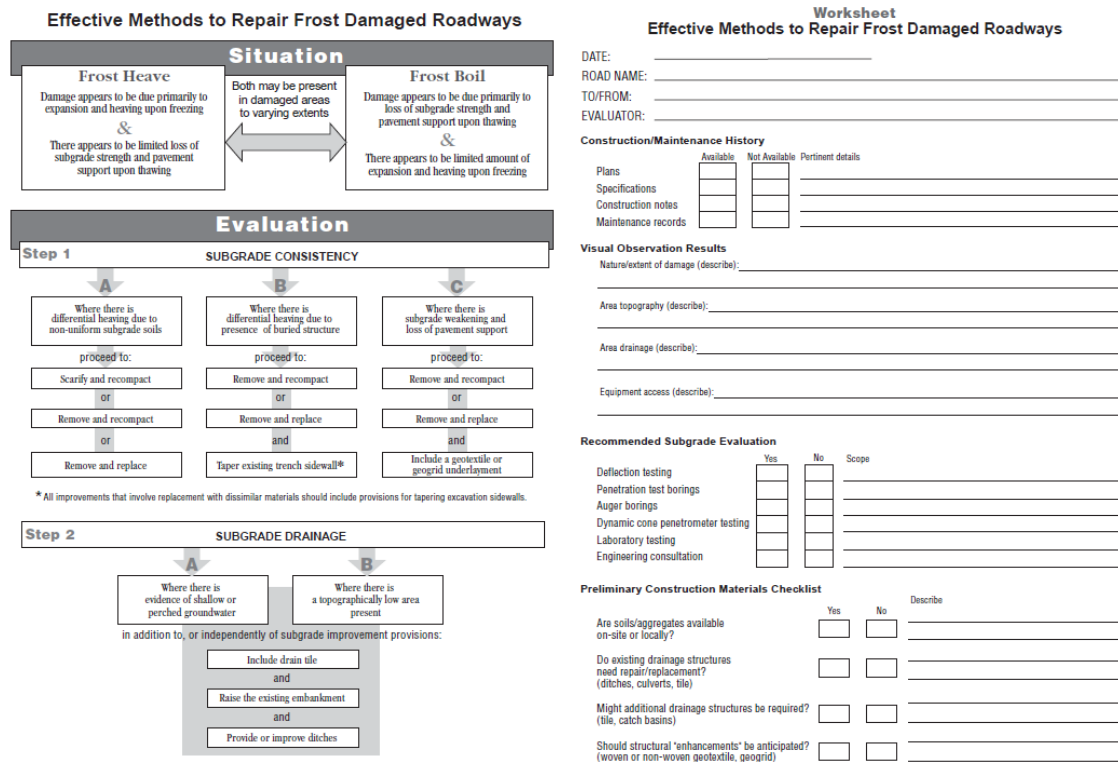 Effective Methods to Repair Frost Damaged Roadways
Situation
Frost Heave
Damage appears to be due primarily to
expansion and heaving upon freezing
&
There appears to be limited loss of
subgrade strength and pavement
support upon thawing
Both may be present
in damaged areas
to varying extents
Frost Boil
Damage appears to be due primarily to
loss of subgrade strength and
pavement support upon thawing
&
There appears to be limited amount of
expansion and heaving upon freezing
Evaluation
Step 1
SUBGRADE CONSISTENCY
A
Where there is
differential heaving due to
non-uniform subgrade soils
proceed to:
Scarify and recompact
or
Remove and recompact
or
Remove and replace
B
Where there is
differential heaving due to
presence of buried structure
proceed to:
Remove and recompact
or
Remove and replace
and
Taper existing trench sidewall*
C
Where there is
subgrade weakening and
loss of pavement support
proceed to:
Remove and recompact
or
Remove and replace
and
Include a geotextile or
geogrid underlayment
* All improvements that involve replacement with dissimilar materials should include provisions for tapering excavation sidewalls.
Step 2
SUBGRADE DRAINAGE
A
Where there is
evidence of shallow or
perched groundwater
B
Where there is
a topographically low area
present
in addition to, or independently of subgrade improvement provisions:
Include drain tile
and
Raise the existing embankment
and
Provide or improve ditches
Worksheet
Effective Methods to Repair Frost Damaged Roadways
DATE:
ROAD NAME:
TO/FROM:
EVALUATOR:
Construction/Maintenance History
Available Not Available Pertinent details
Plans
Specifications
Construction notes
Maintenance records
Visual Observation Results
Nature/extent of damage (describe):
Area topography (describe):
Area drainage (describe):
Equipment access (describe):
Recommended Subgrade Evaluation
Yes No Scope
Deflection testing
Penetration test borings
Auger borings
Dynamic cone penetrometer testing
Laboratory testing
Engineering consultation
Preliminary Construction Materials Checklist
Yes No Describe
Are soils/aggregates available
on-site or locally?
Do existing drainage structures
need repair/replacement?
(ditches, culverts, tile)
Might additional drainage structures be required?
(tile, catch basins)
Should structural "enhancements" be anticipated?
(woven or non-woven geotextile, geogrid)